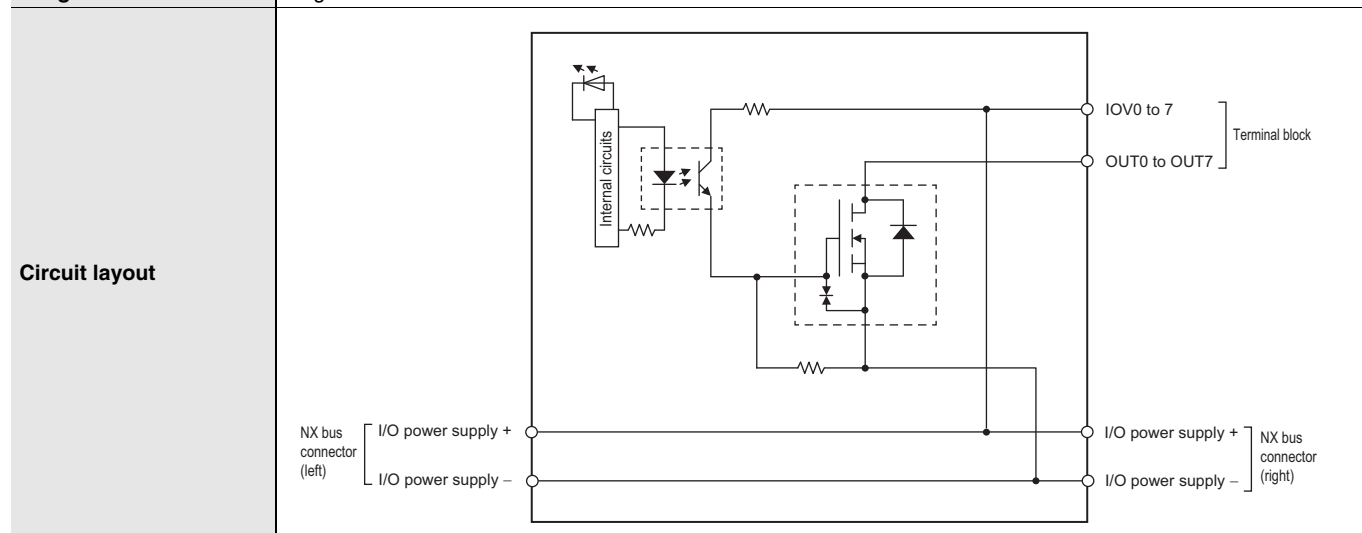 Circuit layout
Internal circuits
IOV0 to 7
OUT0 to OUT7
Terminal block
NX bus
connector
(left)
I/O power supply +
I/O power supply –
I/O power supply +
I/O power supply –
NX bus
connector
(right)